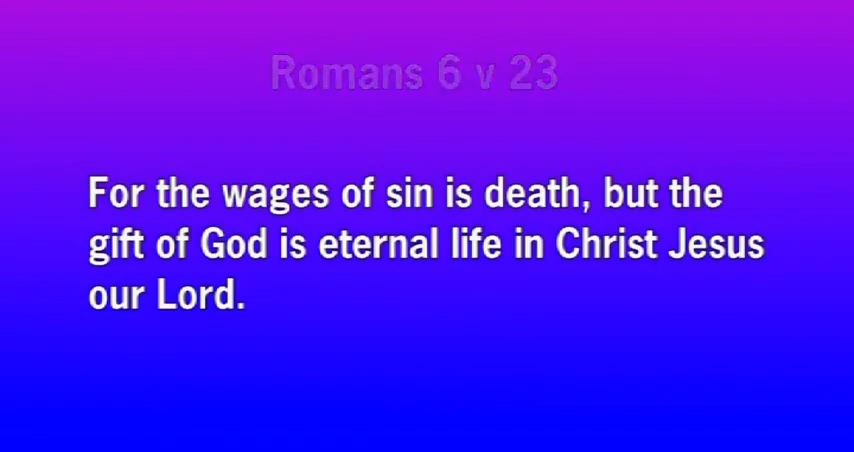 Romans 6 v 23
For the wages of sin is death, but the
gift of God is eternal life in Christ Jesus
our Lord.